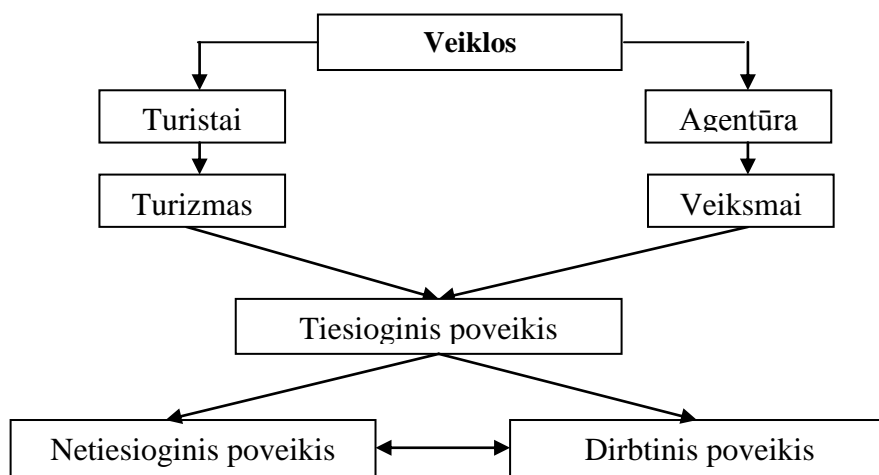 Veiklos
Turistai
Agentūra
Turizmas
Veiksmai
Tiesioginis poveikis
Netiesioginis poveikis
Dirbtinis poveikis